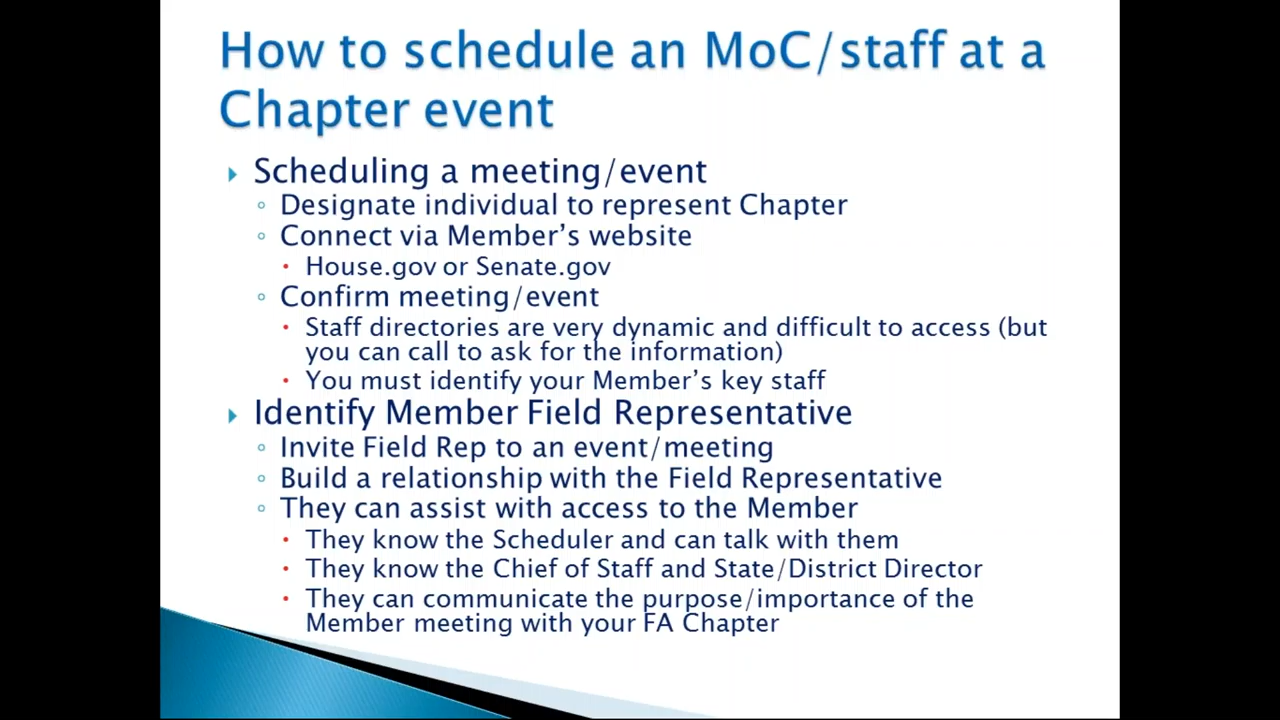 How to schedule an MoC/staff at a
Chapter event
Scheduling a meeting/event
Designate individual to represent Chapter
Connect via Member’s website
House.gov or Senate.gov
Confirm meeting/event
Staff directories are very dynamic and difficult to access (but
you can call to ask for the information)
You must identify your Member’s key staff
Identify Member Field Representative
Invite Field Rep to an event/meeting
Build a relationship with the Field Representative
They can assist with access to the Member
They know the Scheduler and can talk with them
They know the Chief of Staff and State/District Director
They can communicate the purpose/importance of the
Member meeting with your FA Chapter